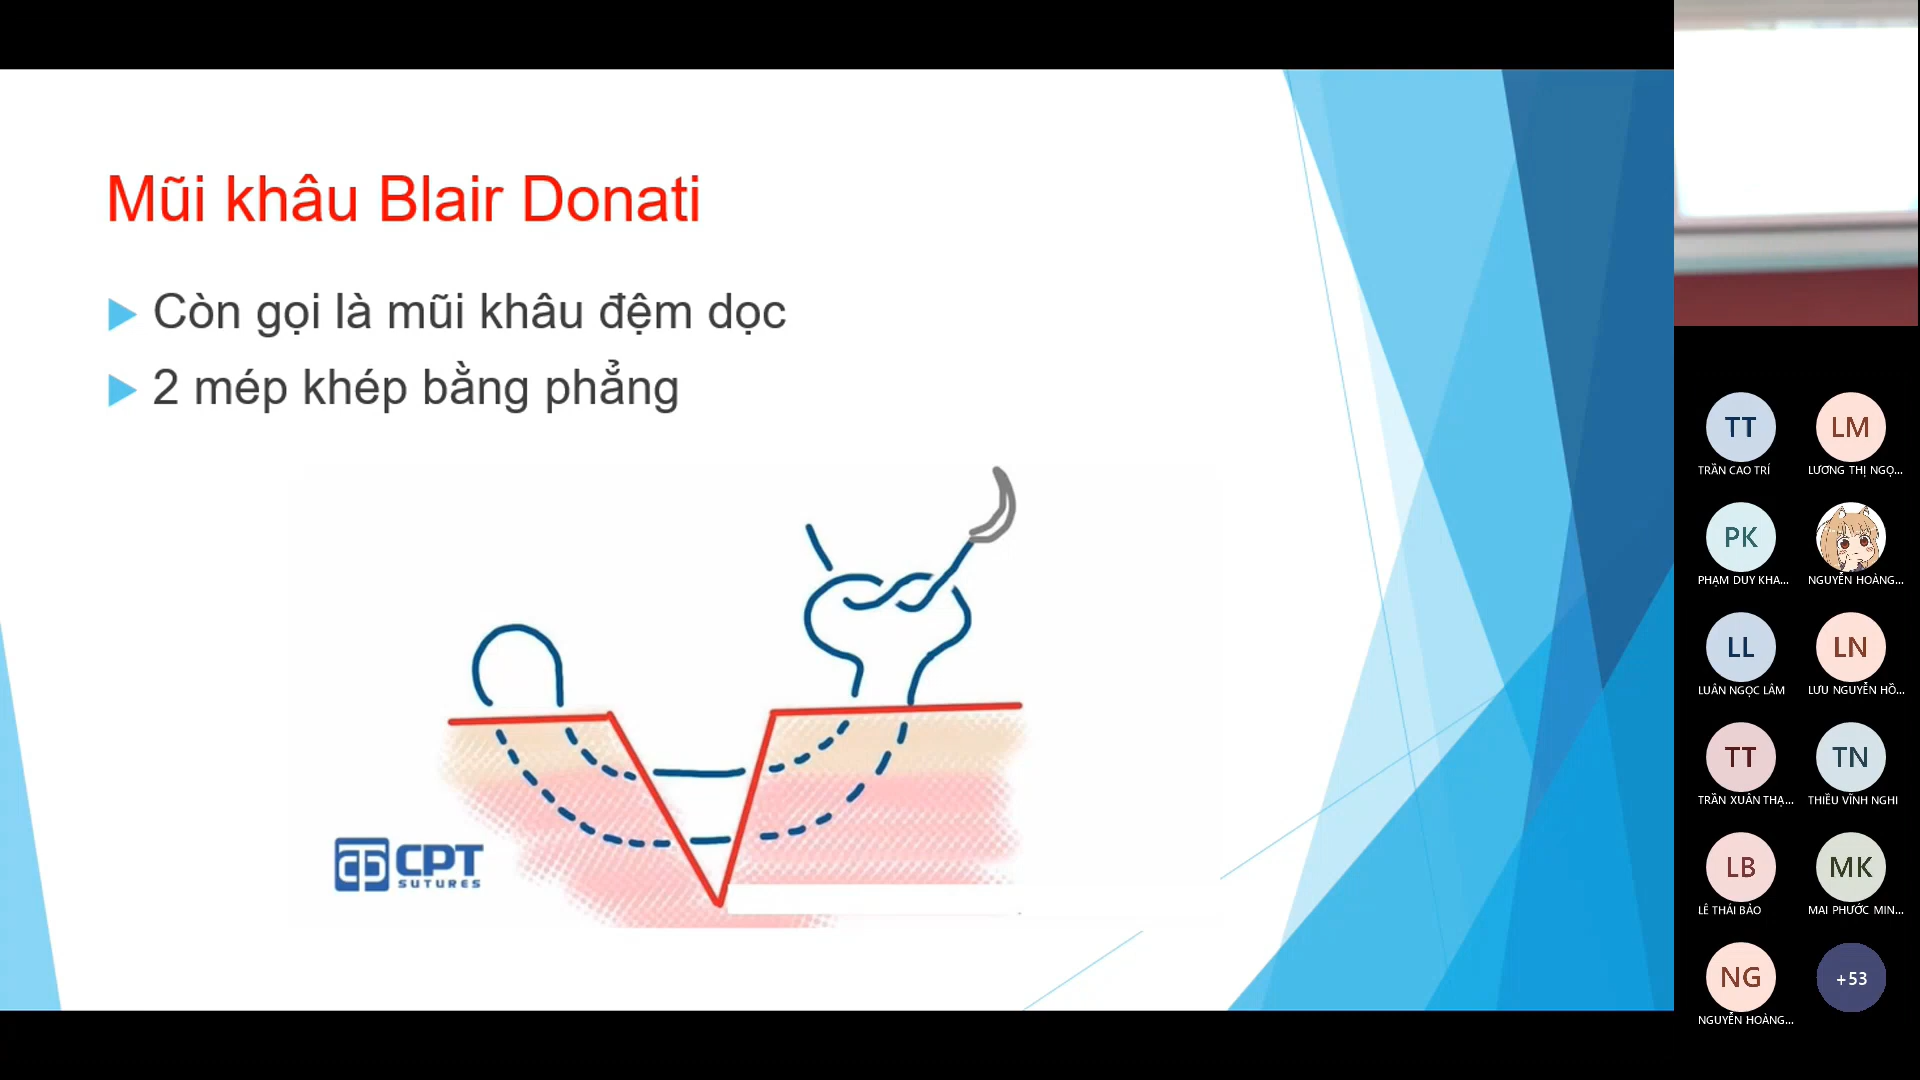 Mũi khâu Blair Donati
Còn gọi là mũi khâu đệm dọc
2 mép khép bằng phẳng
CPT
SUTURES
TT
TRẦN CAO TRÍ
LM
LƯƠNG THỊ NGỌ...
PK
PHẠM DUY KHA...
NGUYỄN HOÀNG...
LL
LUÂN NGỌC LÂM
LN
LƯU NGUYỄN HỒ...
TT
TRẦN XUÂN THẠ...
TN
THIỀU VĨNH NGHI
LB
LÊ THÁI BẢO
MK
MAI PHƯỚC MIN...
NG
NGUYỄN HOÀNG...
+53